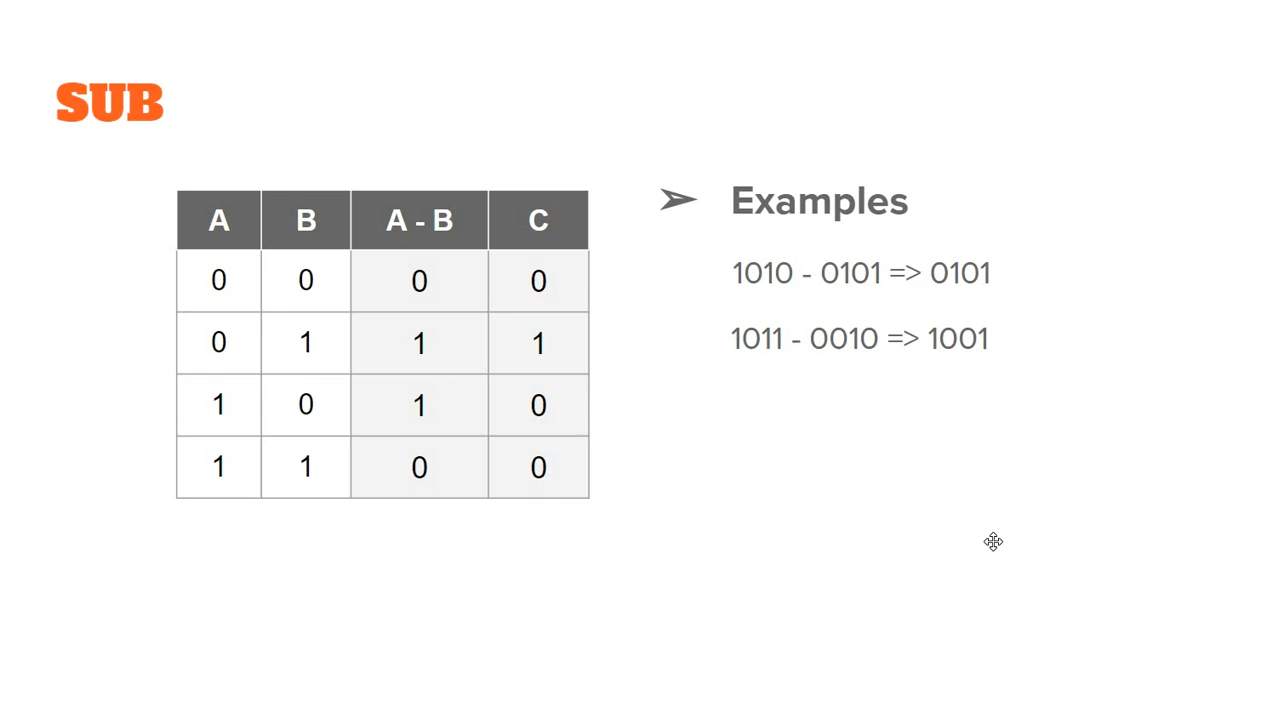 SUB
A B A - B C
0 0 0 0
0 1 1 1
1 0 1 0
1 1 0 0
➢ Examples
1010 - 0101 => 0101
1011 - 0010 => 1001